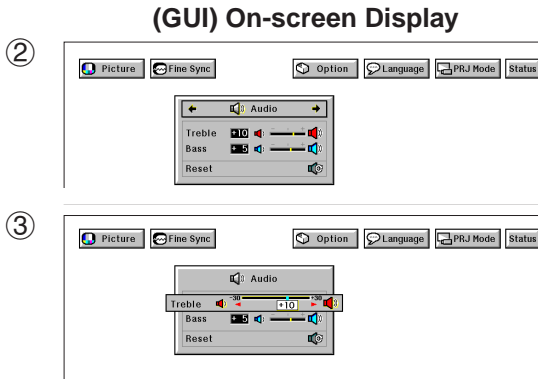 (GUI) On-screen Display
②
Picture Fine Sync Option Language PRJ Mode Status
Audio
Treble +10 - +
Bass + 5 - +
Reset
③
Picture Fine Sync Option Language PRJ Mode Status
Audio
-30 +30
Treble +10
Bass + 5 - +
Reset